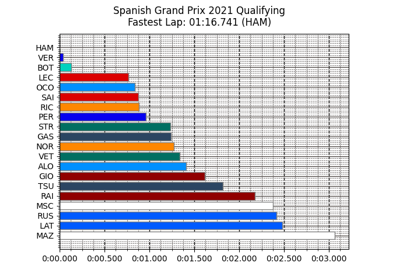 Spanish Grand Prix 2021 Qualifying
Fastest Lap: 01:16.741 (HAM)
HAM
VER
BOT
LEC
OCO
SAI
RIC
PER
STR
GAS
NOR
VET
ALO
GIO
TSU
RAI
MSC
RUS
LAT
MAZ
0:00.000 0:00.500 0:01.000 0:01.500 0:02.000 0:02.500 0:03.000